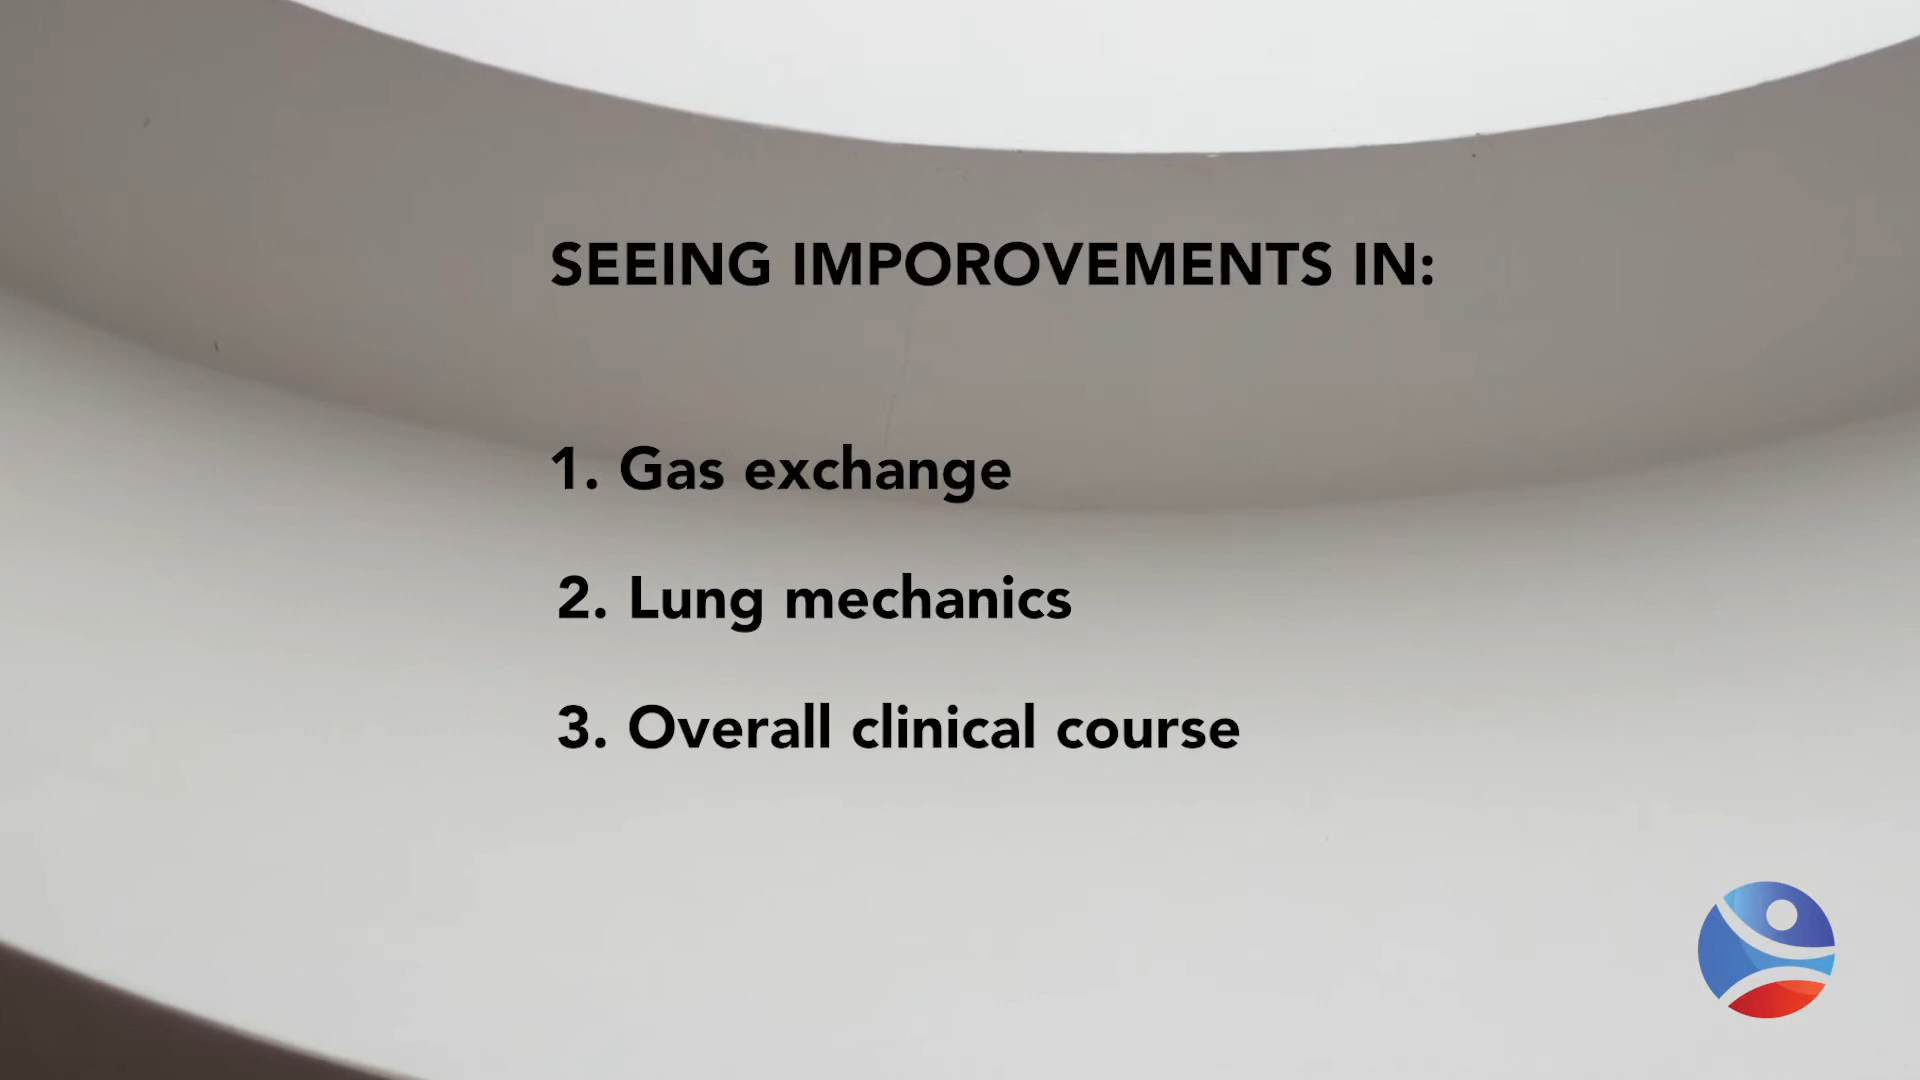 SEEING IMPOROVEMENTS IN:
1. Gas exchange
2. Lung mechanics
3. Overall clinical course